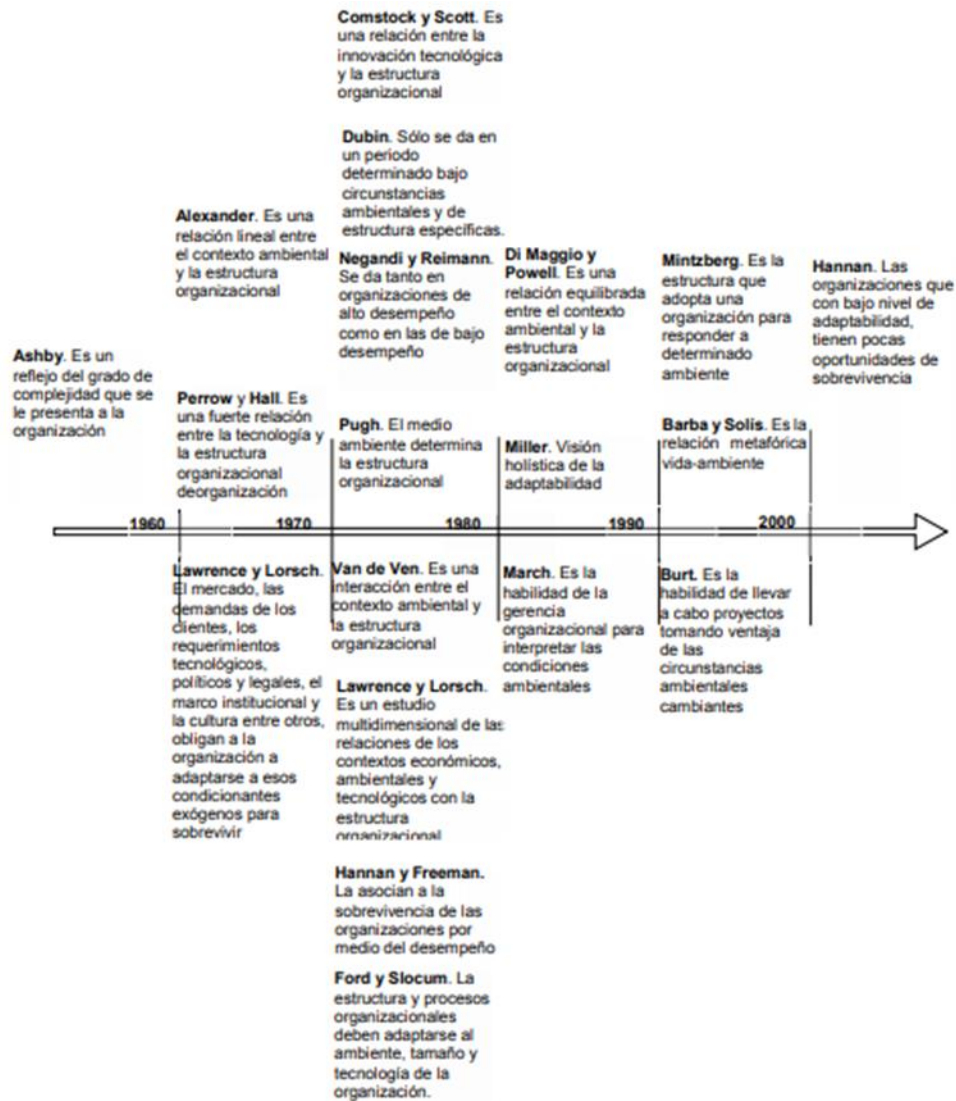 Comstock y Scott. Es
una relación entre la
innovación tecnológica
y la estructura
organizacional
Dubin. Sólo se da en
un periodo
determinado bajo
circunstancias
ambientales y de
estructura específicas.
Alexander. Es una
relación lineal entre
el contexto ambiental
y la estructura
organizacional
Negandi y Reimann.
Se da tanto en
organizaciones de
alto desempeño
como en las de bajo
desempeño
Di Maggio y
Powell. Es una
relación equilibrada
entre el contexto
ambiental y la
estructura
organizacional
Mintzberg. Es la
estructura que
adopta una
organización para
responder a
determinado
ambiente
Hannan. Las
organizaciones que
con bajo nivel de
adaptabilidad,
tienen pocas
oportunidades de
sobrevivencia
Ashby. Es un
reflejo del grado de
complejidad que se
le presenta a la
organización
Perrow y Hall. Es
una fuerte relación
entre la tecnología y
la estructura
organizacional
deorganización
Pugh. El medio
ambiente determina
la estructura
organizacional
Miller. Visión
holística de la
adaptabilidad
Barba y Solís. Es la
relación metafórica
vida-ambiente
1960 1970 1980 1990 2000
Lawrence y Lorsch.
El mercado, las
demandas de los
clientes, los
requerimientos
tecnológicos,
políticos y legales, el
marco institucional y
la cultura entre otros,
obligan a la
organización a
adaptarse a esos
condicionantes
exógenos para
sobrevivir
Van de Ven. Es una
interacción entre el
contexto ambiental y
la estructura
organizacional
March. Es la
habilidad de la
gerencia
organizacional para
interpretar las
condiciones
ambientales
Burt. Es la
habilidad de llevar
a cabo proyectos
tomando ventaja
de las
circunstancias
ambientales
cambiantes
Lawrence y Lorsch.
Es un estudio
multidimensional de las
relaciones de los
contextos económicos,
ambientales y
tecnológicos con la
estructura
organizacional
Hannan y Freeman.
La asocian a la
sobrevivencia de las
organizaciones por
medio del desempeño
Ford y Slocum. La
estructura y procesos
organizacionales
deben adaptarse al
ambiente, tamaño y
tecnología de la
organización.